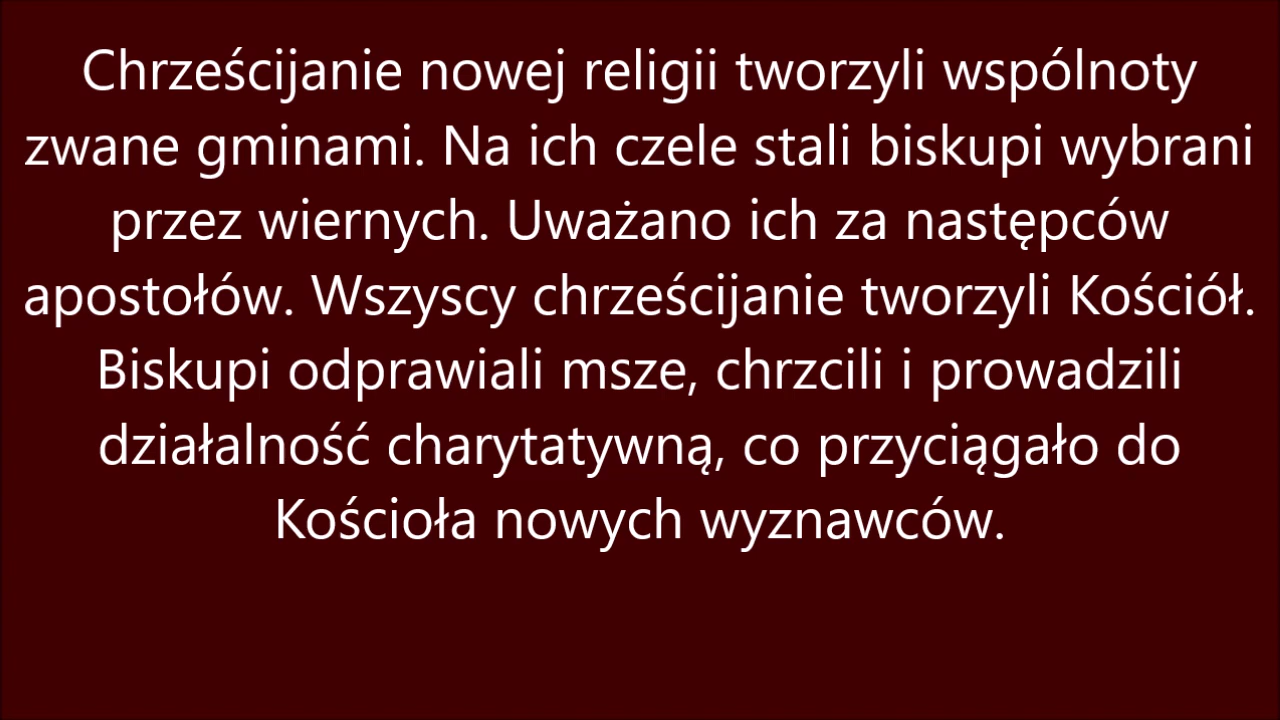 Chrześcijanie nowej religii tworzyli wspólnoty
zwane gminami. Na ich czele stali biskupi wybrani
przez wiernych. Uważano ich za następców
apostołów. Wszyscy chrześcijanie tworzyli Kościół.
Biskupi odprawiali msze, chrzcili i prowadzili
działalność charytatywną, co przyciągało do
Kościoła nowych wyznawców.